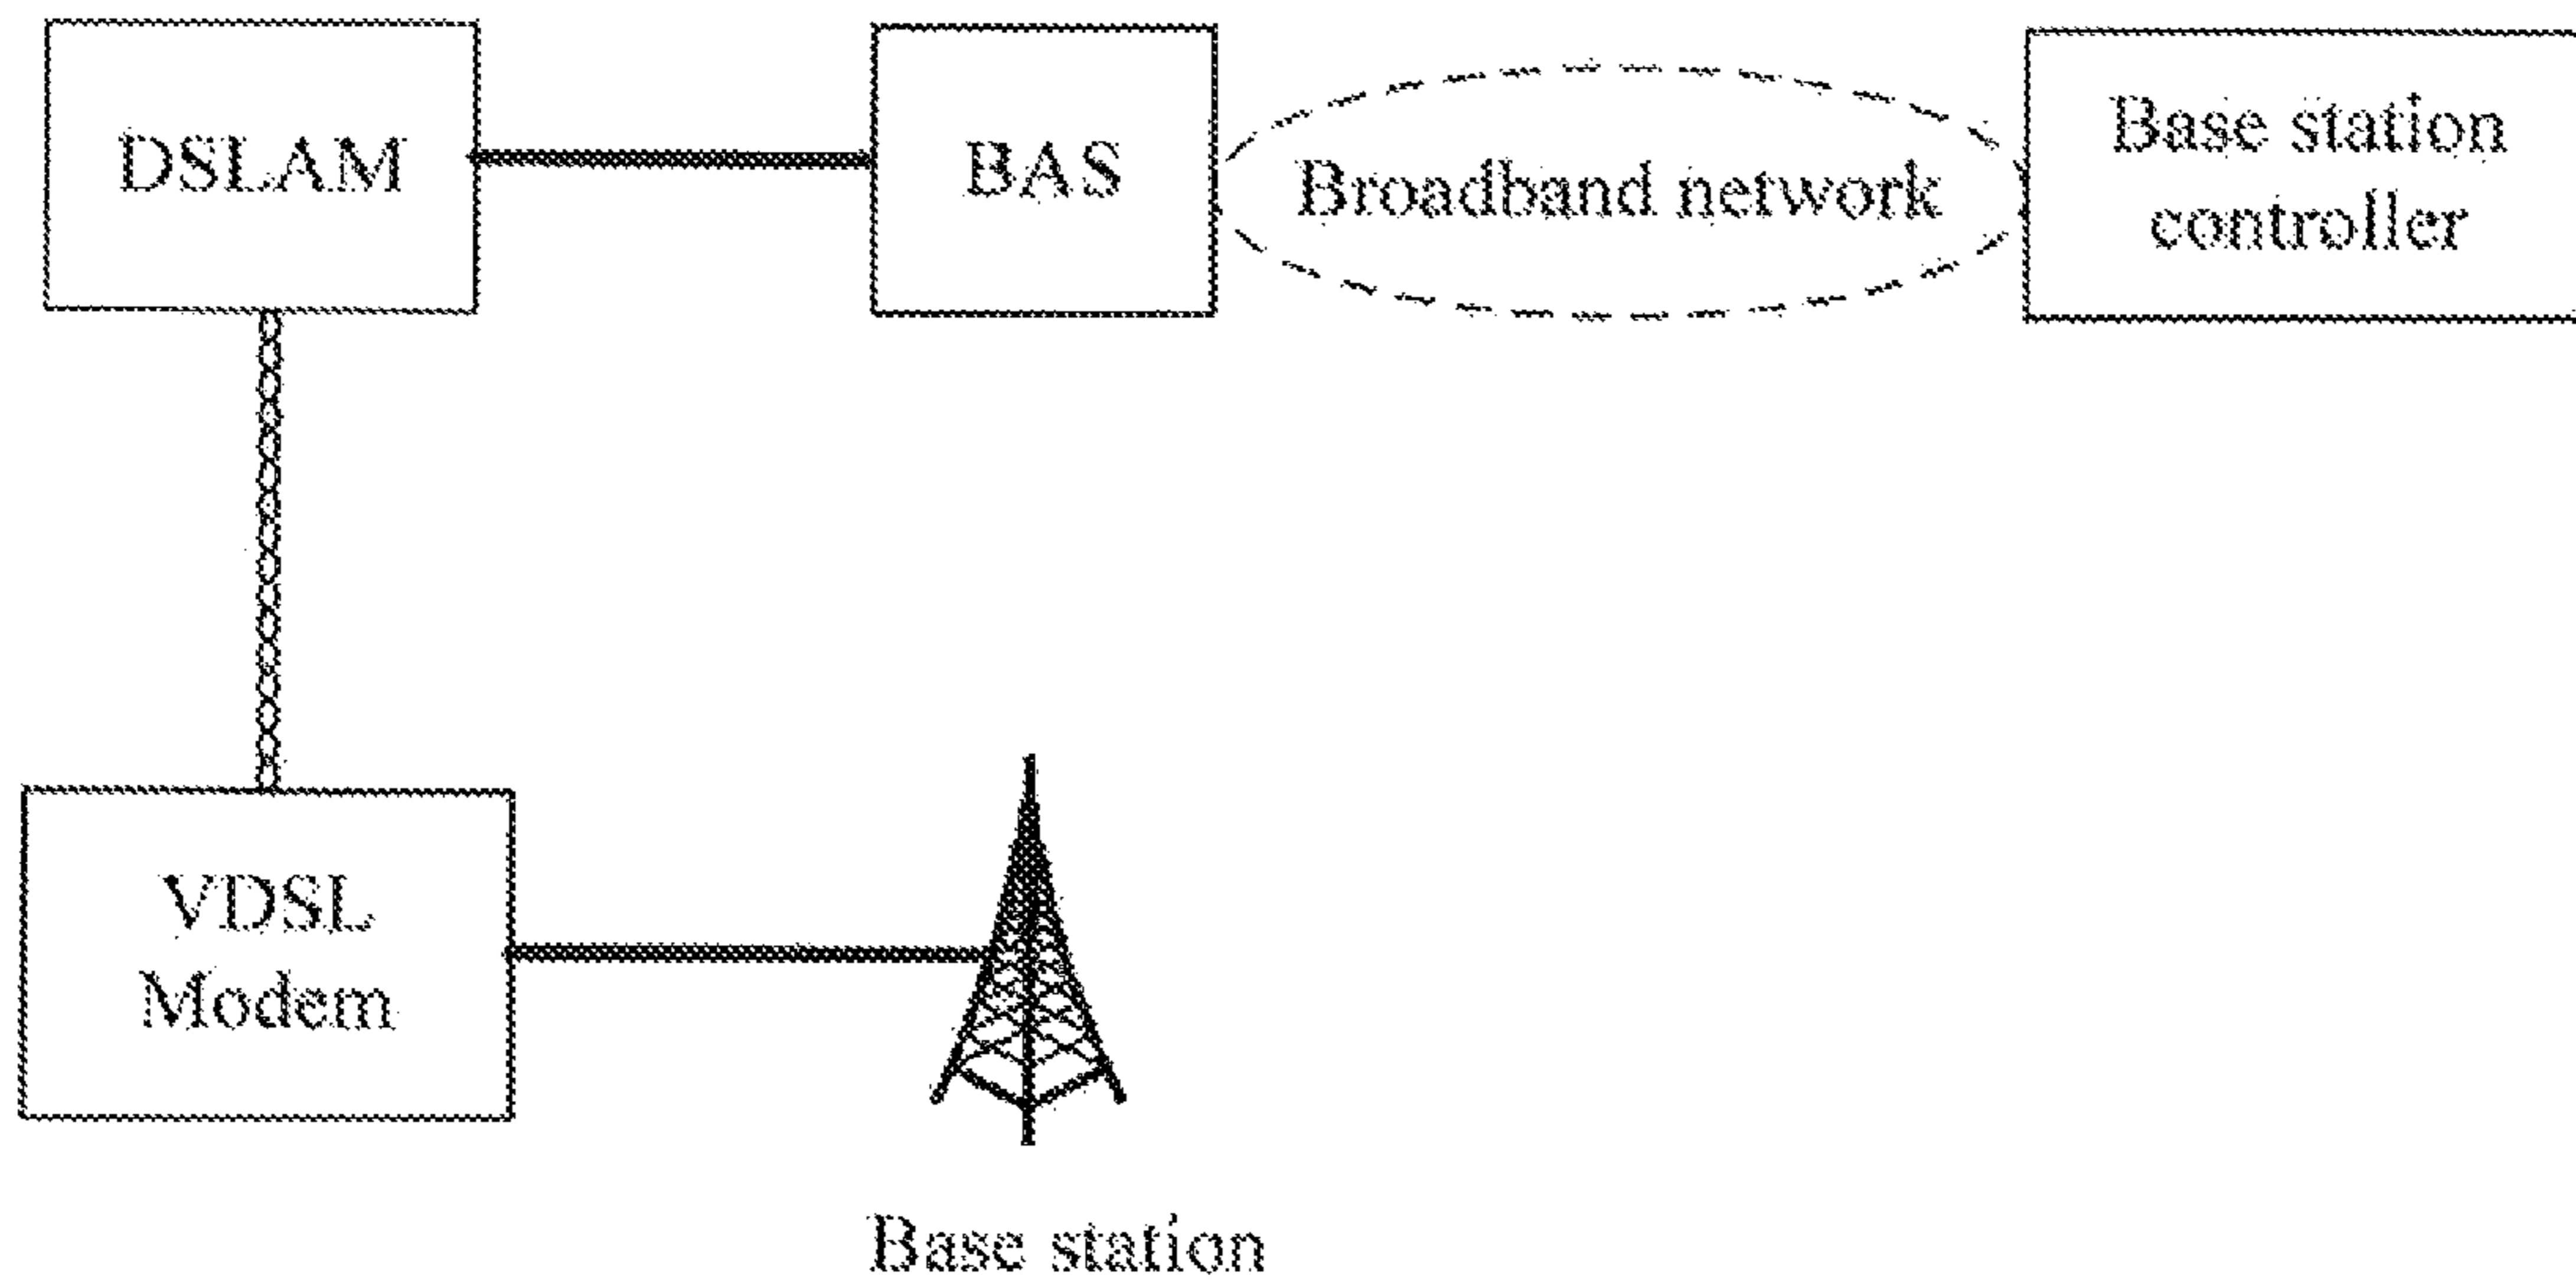 DSLAM
BAS
Broadband network
Base station
controller
VDSL
Modem
Base station